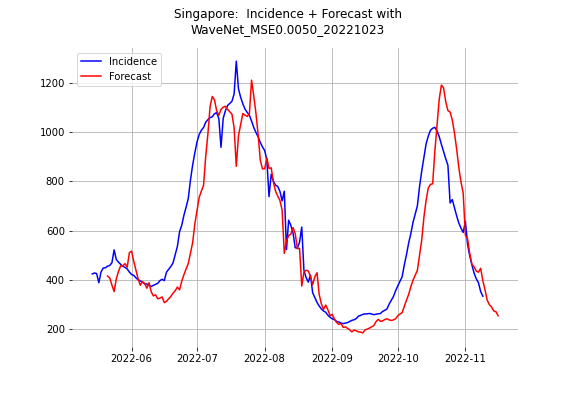 Singapore:  Incidence + Forecast with
WaveNet_MSE0.0050_20221023
Incidence
Forecast
1200
1000
800
600
400
200
2022-06 2022-07 2022-08 2022-09 2022-10 2022-11